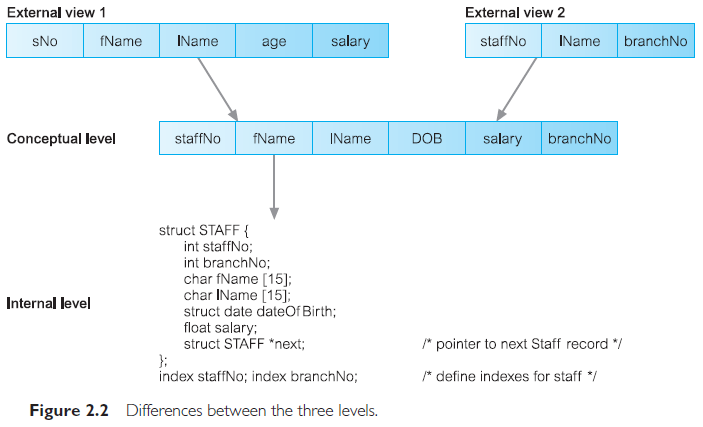 External view 1
External view 2
sNo fName lName age salary
staffNo lName branchNo
Conceptual level
staffNo fName lName DOB salary branchNo
struct STAFF {
int staffNo;
int branchNo;
char fName [15];
char lName [15];
Internal level
struct date dateOfBirth;
float salary;
struct STAFF *next; /* pointer to next Staff record */
};
index staffNo; index branchNo; /* define indexes for staff */
Figure 2.2 Differences between the three levels.